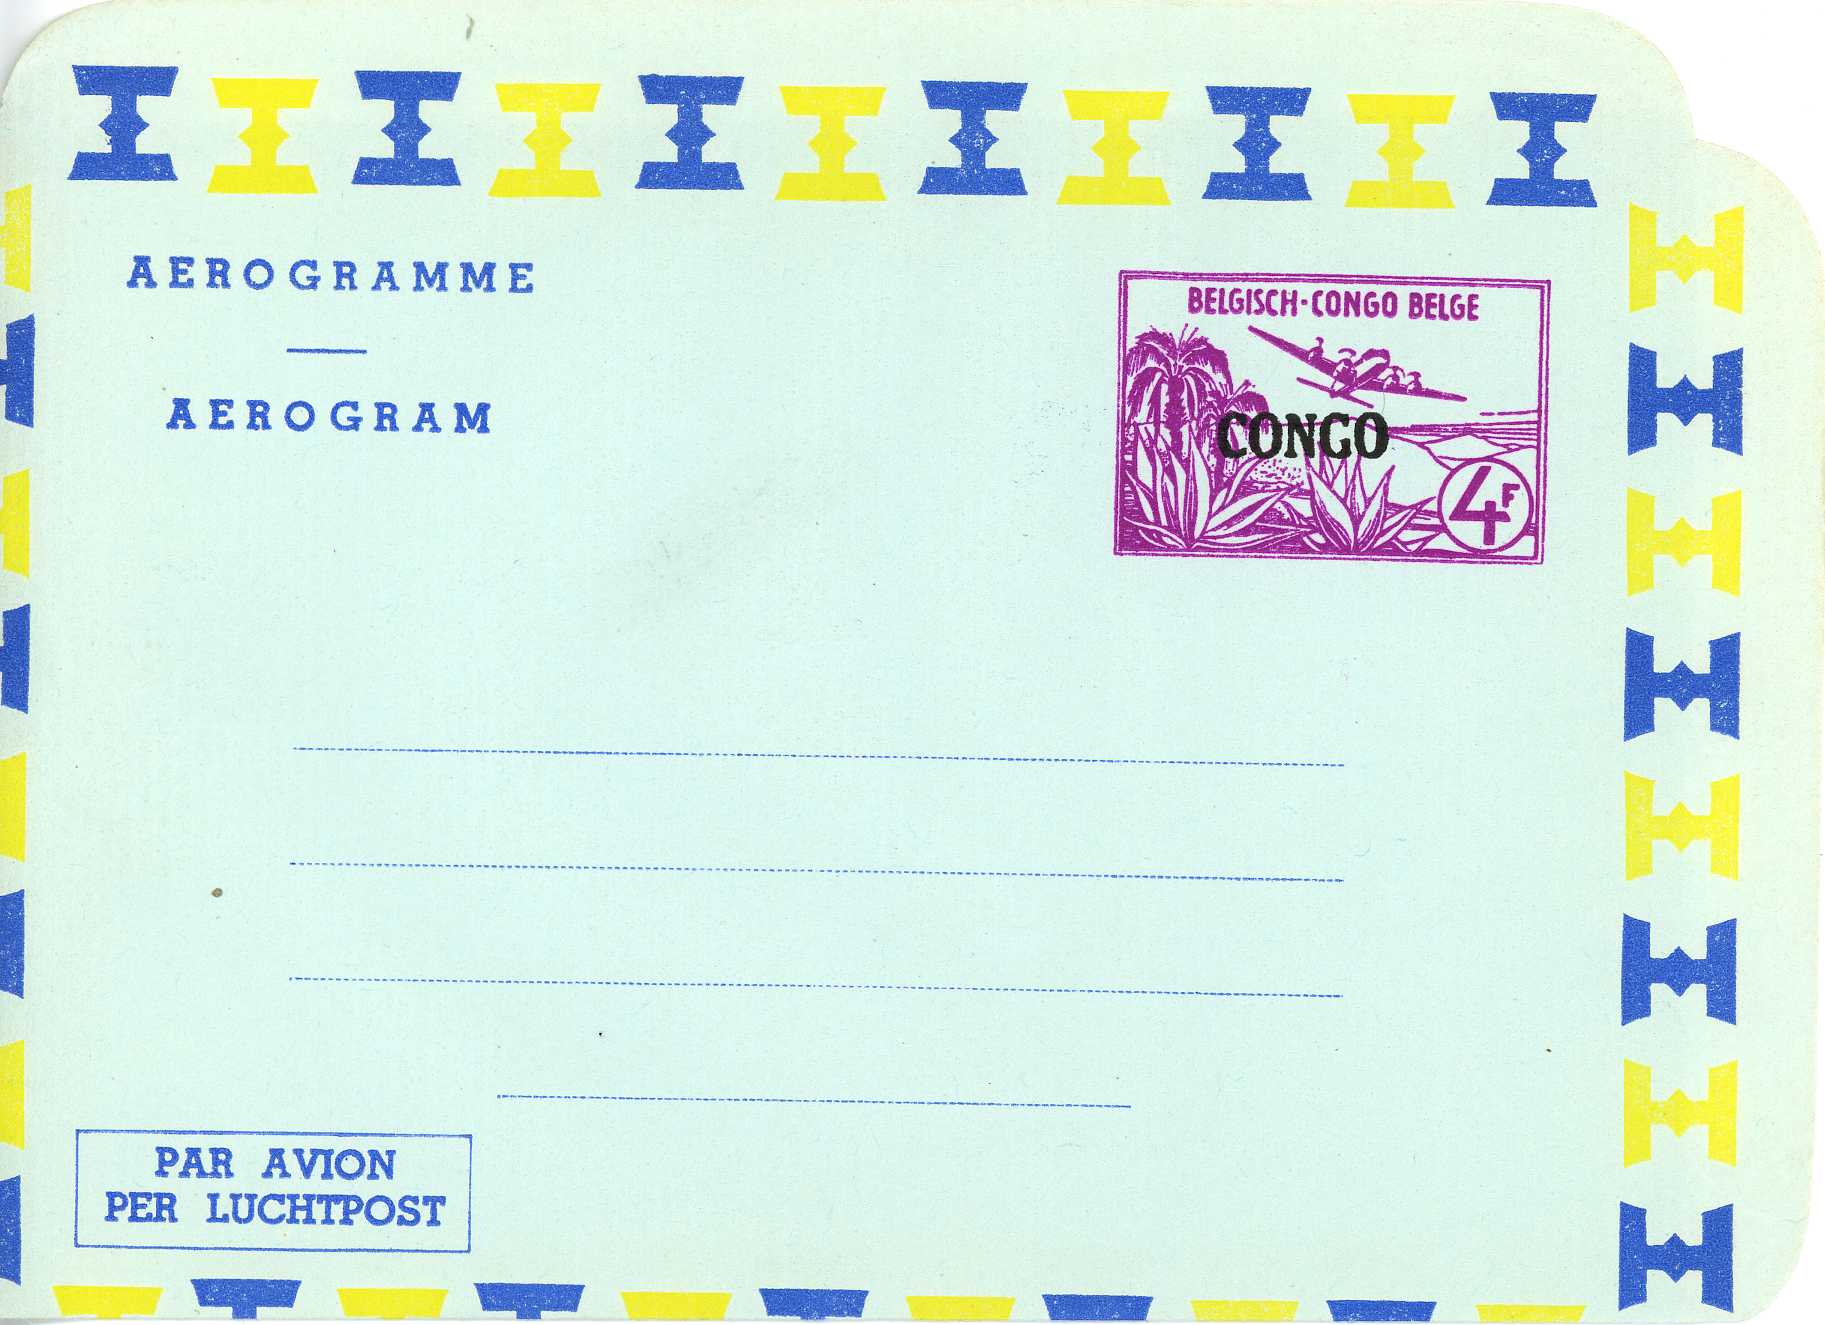 AEROGRAMME
AEROGRAM
BELGISCH-CONGO BELGE
CONGO
4F
PAR AVION
PER LUCHTPOST